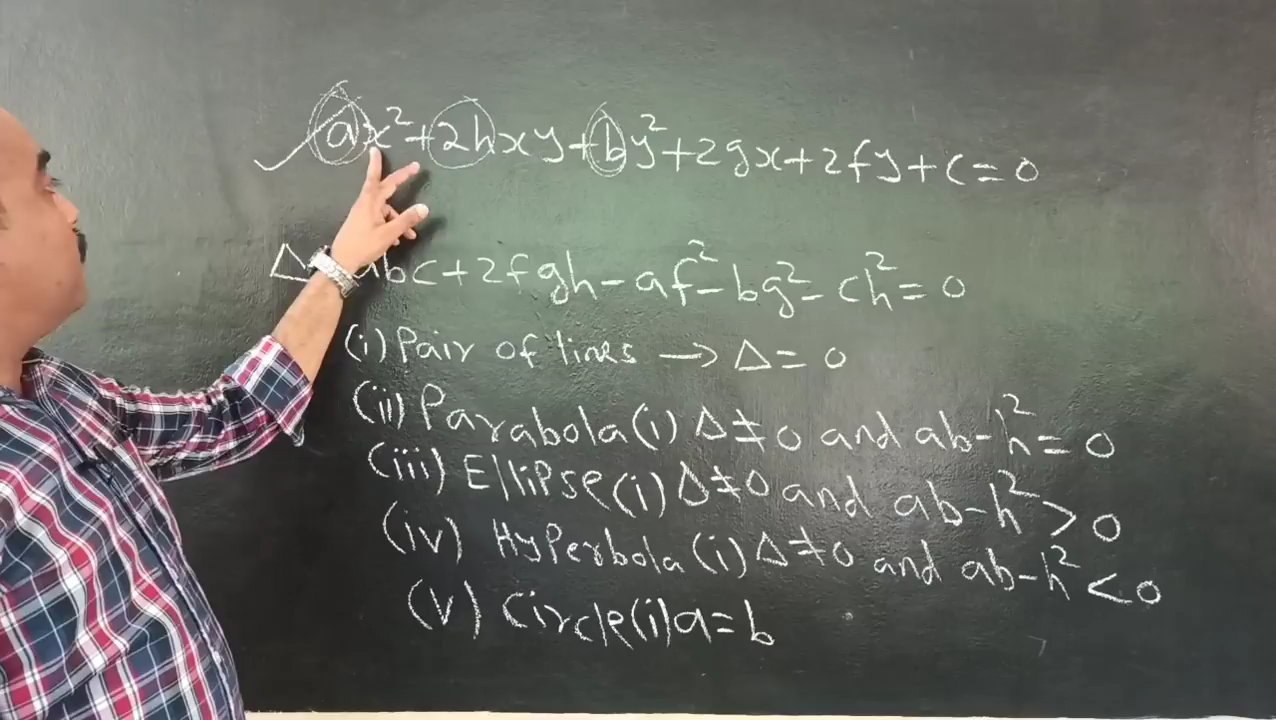 ax²+2hxy+by²+2gx+2fy+c=0
Δ abc+2fgh-af²-bg²-ch²=0
(i) Pair of lines → Δ=0
(ii) Parabola (i) Δ≠0 and ab-h²=0
(iii) Ellipse (i) Δ≠0 and ab-h²>0
(iv) Hyperbola (i) Δ≠0 and ab-h²<0
(v) Circle (i) a=b